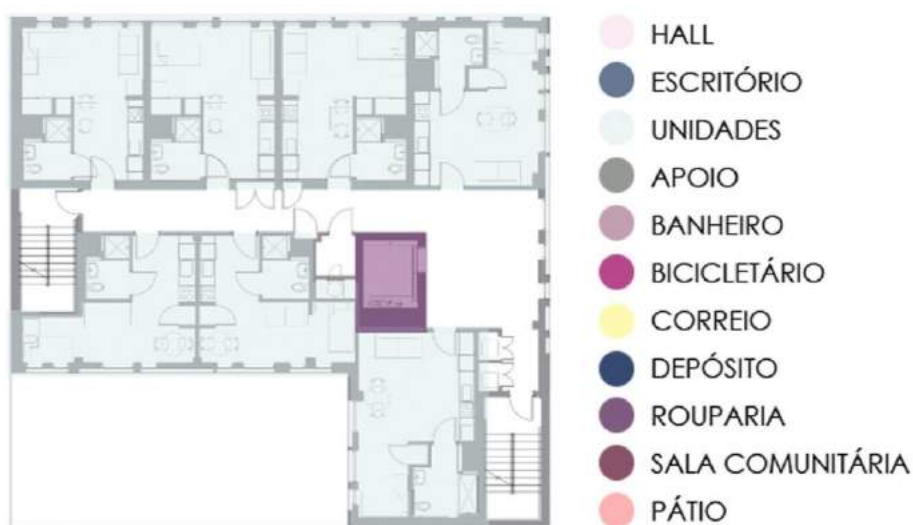 HALL
ESCRITÓRIO
UNIDADES
APOIO
BANHEIRO
BICICLETÁRIO
CORREIO
DEPÓSITO
ROUPARIA
SALA COMUNITÁRIA
PÁTIO